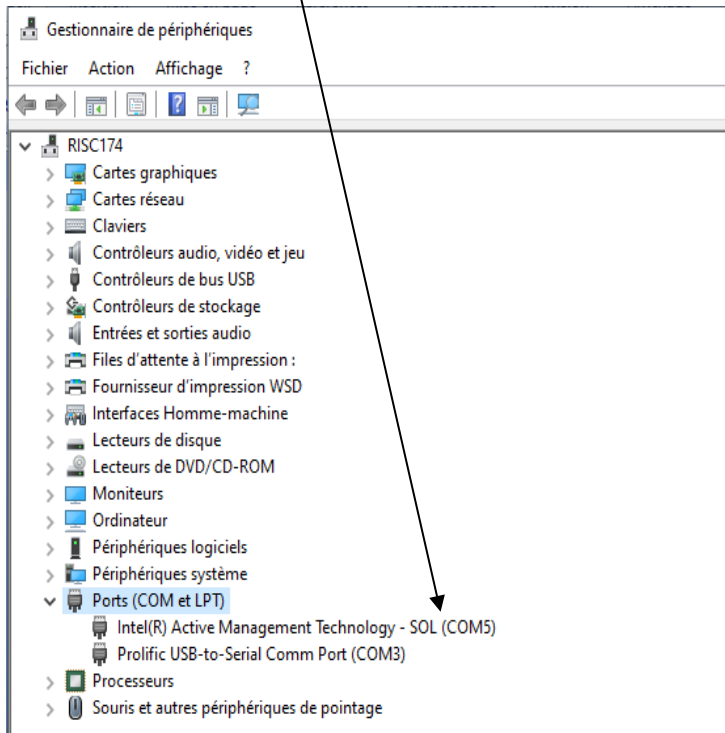 Gestionnaire de périphériques
Fichier Action Affichage ?
RISC174
Cartes graphiques
Cartes réseau
Claviers
Contrôleurs audio, vidéo et jeu
Contrôleurs de bus USB
Contrôleurs de stockage
Entrées et sorties audio
Files d'attente à l'impression :
Fournisseur d'impression WSD
Interfaces Homme-machine
Lecteurs de disque
Lecteurs de DVD/CD-ROM
Moniteurs
Ordinateur
Périphériques logiciels
Périphériques système
Ports (COM et LPT)
Intel(R) Active Management Technology - SOL (COM5)
Prolific USB-to-Serial Comm Port (COM3)
Processeurs
Souris et autres périphériques de pointage